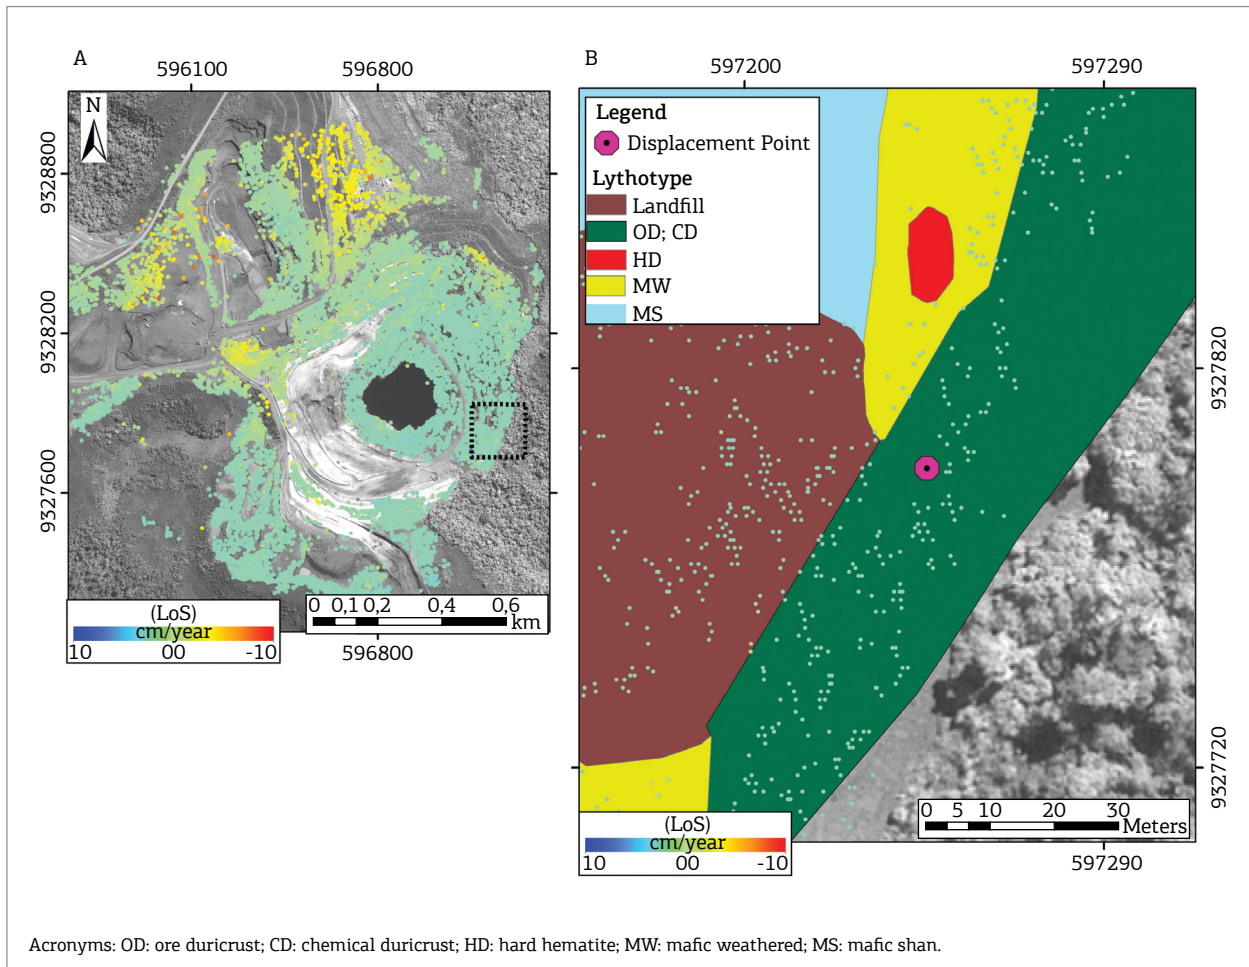 A
596100
596800
N
9328800
9328200
9327600
(LoS)
cm/year
10
00
-10
0
0,1
0,2
0,4
0,6
km
596800
B
597200
597290
Legend
Displacement Point
Lythotype
Landfill
OD; CD
HD
MW
MS
9327820
9327720
(LoS)
cm/year
10
00
-10
0
5
10
20
30
Meters
597290
Acronyms: OD: ore duricrust; CD: chemical duricrust; HD: hard hematite; MW: mafic weathered; MS: mafic shan.